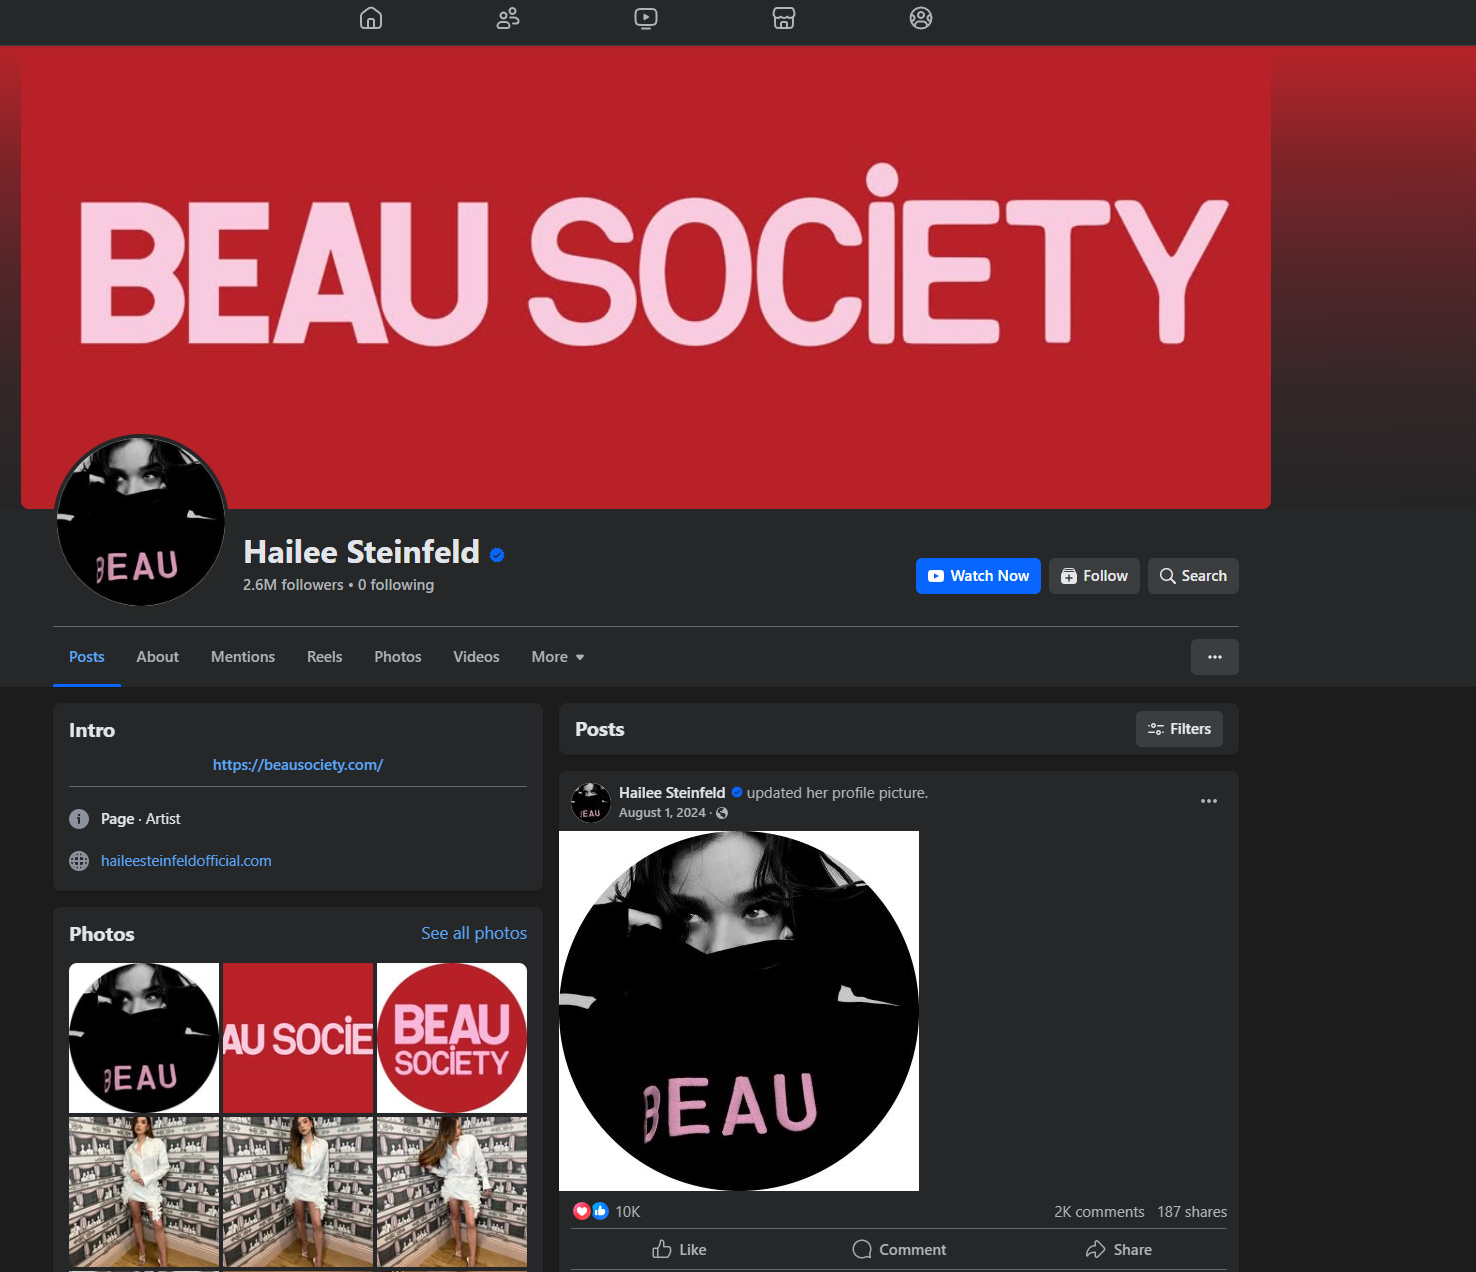 BEAU SOCIETY
BEAU
Hailee Steinfeld
2.6M followers • 0 following
Watch Now
Follow
Search
Posts
About
Mentions
Reels
Photos
Videos
More
Intro
https://beausociety.com/
Page · Artist
haileesteinfeldofficial.com
Photos
See all photos
BEAU
AU SOCIE
BEAU
SOCIETY
Posts
Filters
Hailee Steinfeld updated her profile picture.
August 1, 2024 ·
BEAU
10K
2K comments 187 shares
Like
Comment
Share